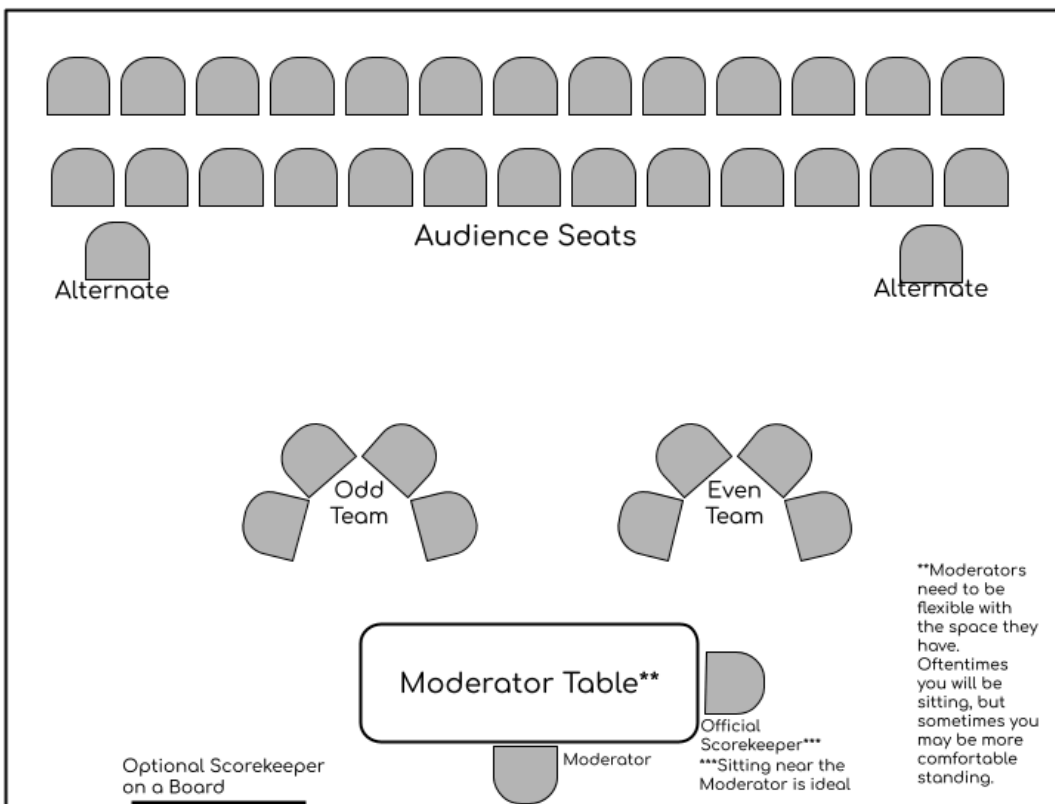 Audience Seats
Alternate
Alternate
Odd
Team
Even
Team
**Moderators
need to be
flexible with
the space they
have.
Oftentimes
you will be
sitting, but
sometimes you
may be more
comfortable
standing.
Moderator Table**
Official
Scorekeeper***
***Sitting near the
Moderator is ideal
Moderator
Optional Scorekeeper
on a Board